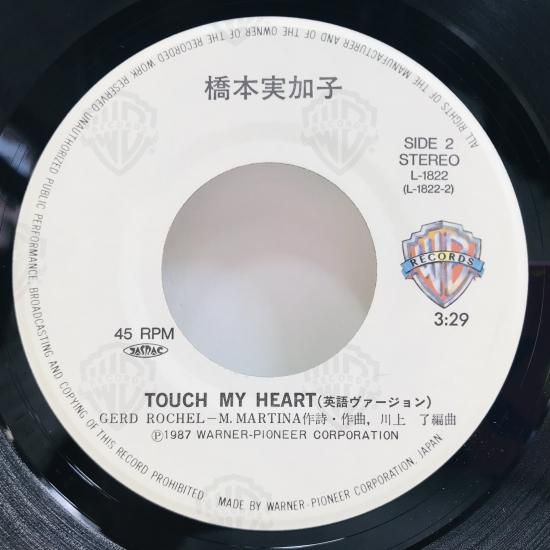 橋本実加子
SIDE 2
STEREO
L-1822
(L-1822-2)
WB
RECORDS
3:29
45 RPM
JASRAC
TOUCH MY HEART(英語ヴァージョン)
GERD ROCHEL–M. MARTINA作詩・作曲, 川上 了編曲
Ⓟ1987 WARNER-PIONEER CORPORATION
ALL RIGHTS OF THE MANUFACTURER AND OF THE OWNER OF THE RECORDED WORK RESERVED UNAUTHORIZED PUBLIC PERFORMANCE, BROADCASTING AND COPYING OF THIS RECORD PROHIBITED
MADE BY WARNER-PIONEER CORPORATION, JAPAN